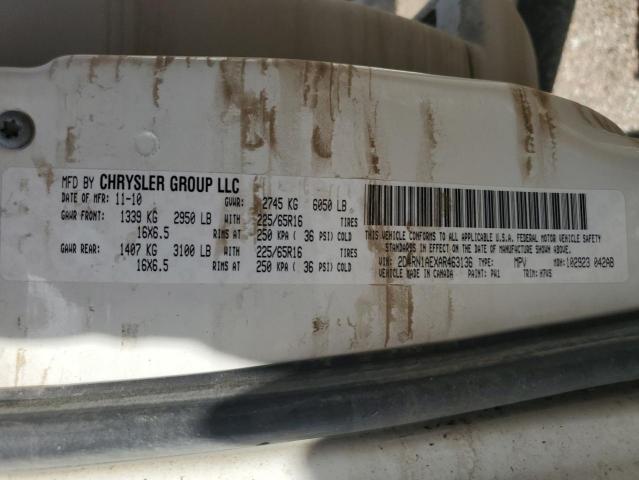 MFD BY CHRYSLER GROUP LLC
DATE OF MFR: 11-10 GVWR: 2745 KG 6050 LB
GAWR FRONT: 1339 KG 2950 LB WITH 225/65R16 TIRES
16X6.5 RIMS AT 250 KPA ( 36 PSI) COLD
GAWR REAR: 1407 KG 3100 LB WITH 225/65R16 TIRES
16X6.5 RIMS AT 250 KPA ( 36 PSI) COLD
THIS VEHICLE CONFORMS TO ALL APPLICABLE U.S.A. FEDERAL MOTOR VEHICLE SAFETY
STANDARDS IN EFFECT ON THE DATE OF MANUFACTURE SHOWN ABOVE.
VIN: 2D4RN1AEXAR463136 TYPE: MPV MDH: 102923 042AB
VEHICLE MADE IN CANADA PAINT: PA1 TRIM: